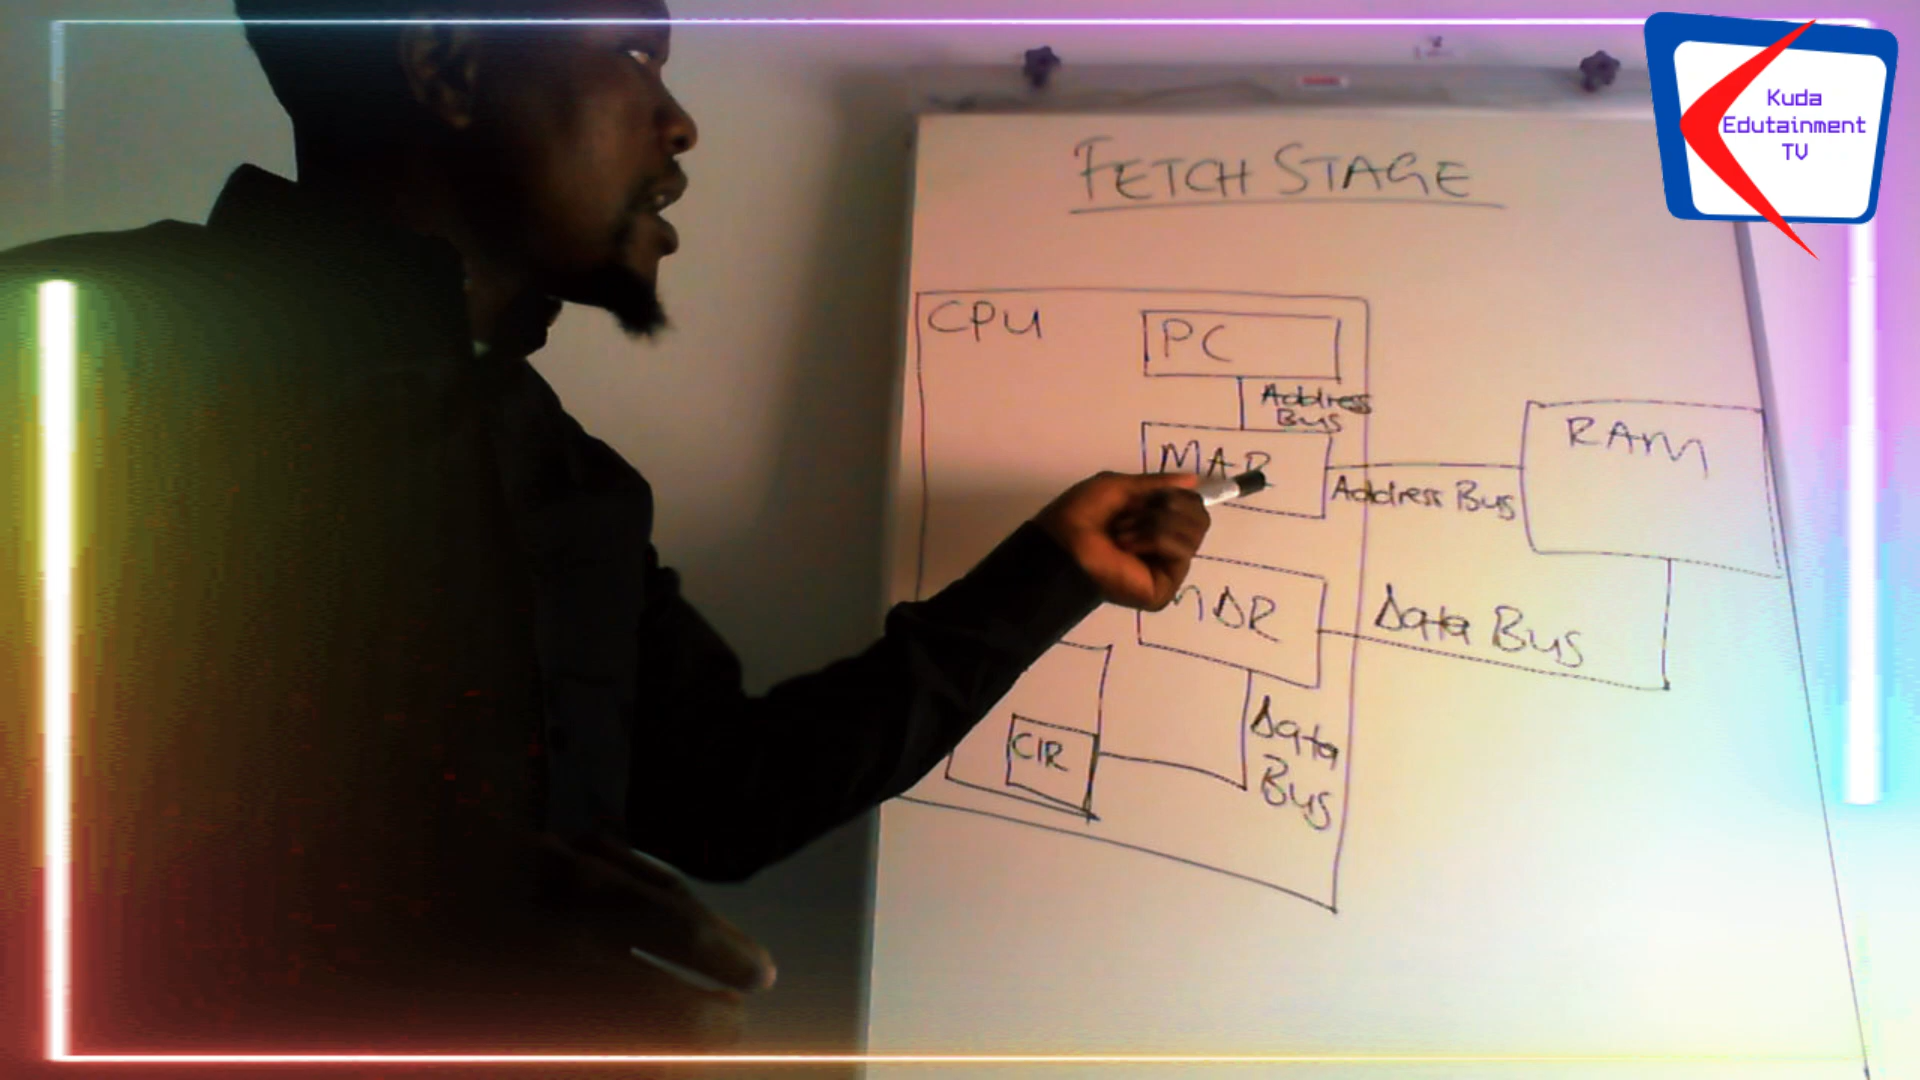 Kuda
Edutainment
TV
FETCH STAGE
CPU
PC
Address
Bus
MAR
Address Bus
RAM
MDR
Data Bus
CIR
Data
Bus